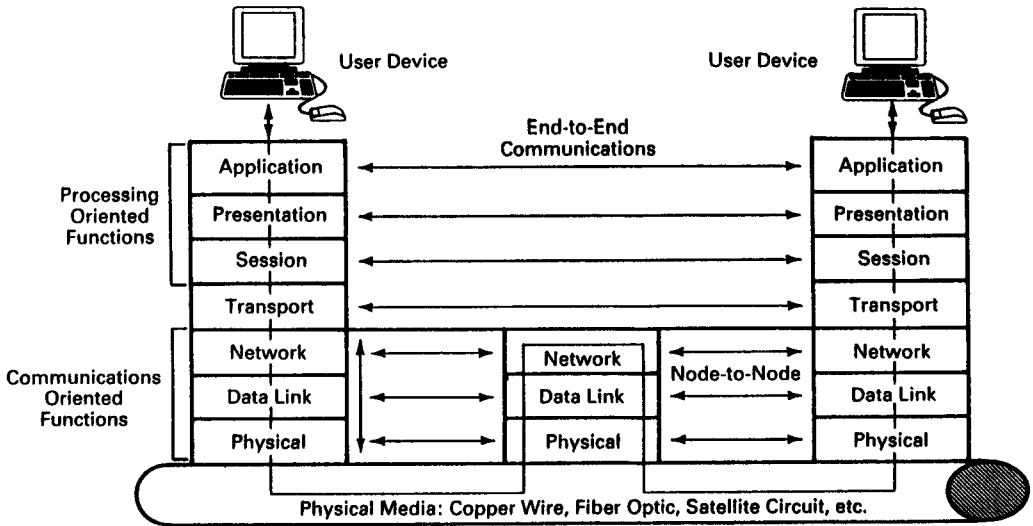 User Device
User Device
End-to-End
Communications
Processing
Oriented
Functions
Application
Presentation
Session
Transport
Application
Presentation
Session
Transport
Communications
Oriented
Functions
Network
Data Link
Physical
Network
Data Link
Physical
Node-to-Node
Network
Data Link
Physical
Physical Media: Copper Wire, Fiber Optic, Satellite Circuit, etc.